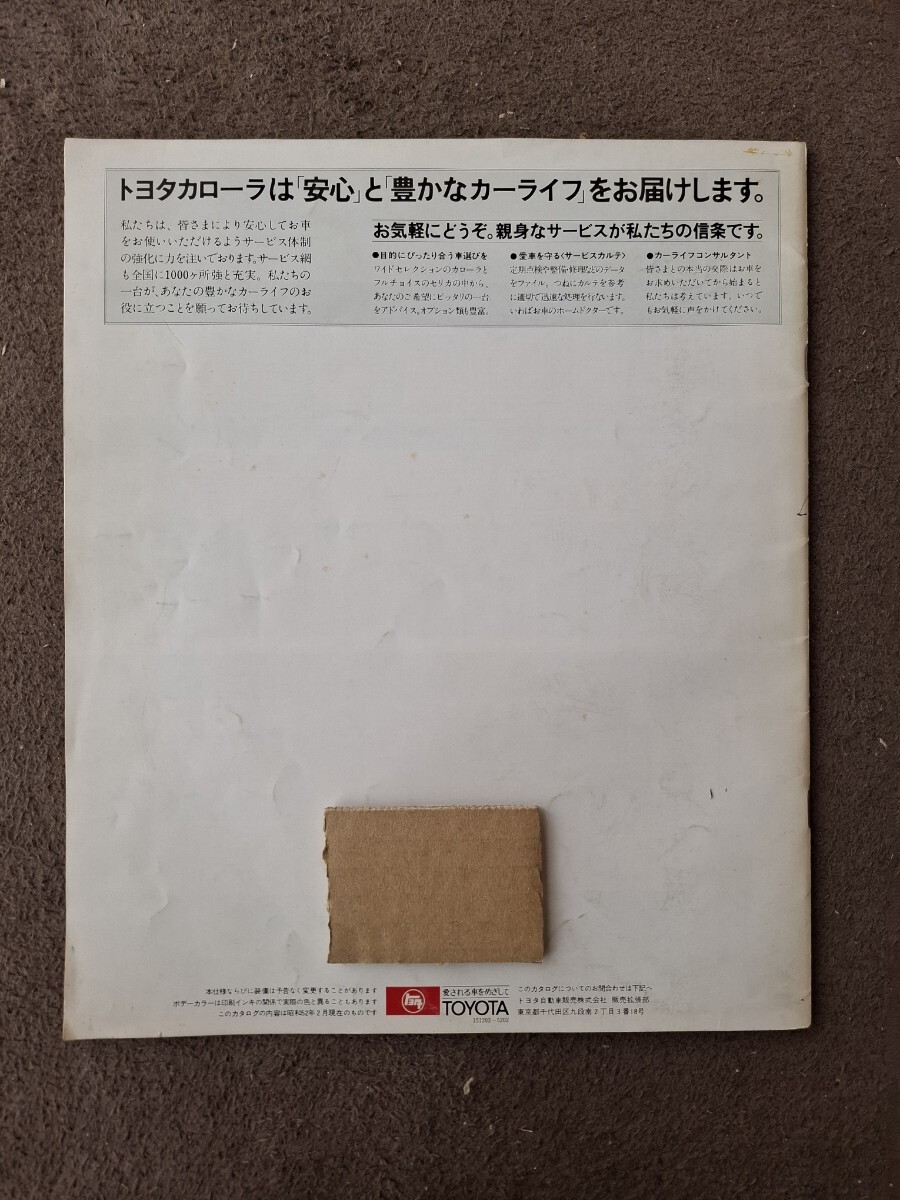 トヨタカローラは「安心」と「豊かなカーライフ」をお届けします。
私たちは、皆さまにより安心してお車
をお使いいただけるようサービス体制
の強化に力を注いでおります。サービス網
も全国に1000ヶ所強と充実。私たちの
一台が、あなたの豊かなカーライフのお
役に立つことを願ってお待ちしています。
お気軽にどうぞ。親身なサービスが私たちの信条です。
●目的にぴったり合う車選びを
ワイドセレクションのカローラと
フルチョイスのセリカの中から、
あなたのご希望にピッタリの一台
をアドバイス。オプション類も豊富。
●愛車を守る〈サービスカルテ〉
定期点検や整備・修理などのデータ
をファイル。つねにカルテを参考
に適切で迅速な処理を行ないます。
いわばお車のホームドクターです。
●カーライフコンサルタント
皆さまとの本当の交際はお車を
お求めいただいてから始まると
私たちは考えています。いつで
もお気軽に声をかけてください。
本仕様ならびに装備は予告なく変更することがあります
ボデーカラーは印刷インキの関係で実際の色と異ることもあります
このカタログの内容は昭和52年2月現在のものです
トヨタ
愛される車をめざして
TOYOTA
151202-5202
このカタログについてのお問合わせは下記へ
トヨタ自動車販売株式会社 販売拡張部
東京都千代田区九段南2丁目3番18号